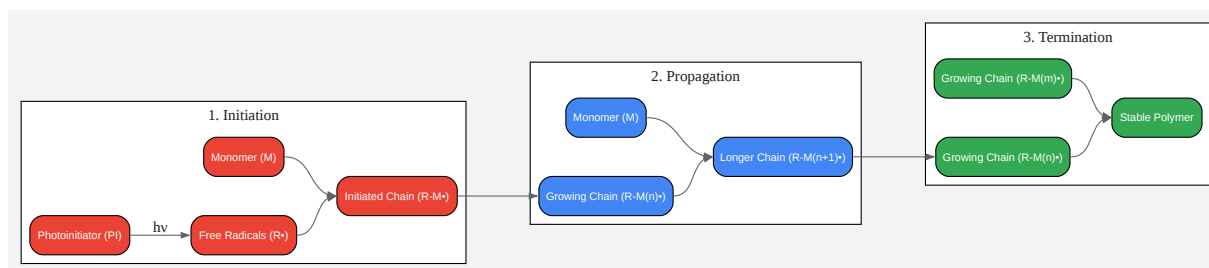 1. Initiation
Monomer (M)
Photoinitiator (PI)
hν
Free Radicals (R•)
Initiated Chain (R-M•)
2. Propagation
Monomer (M)
Growing Chain (R-M(n)•)
Longer Chain (R-M(n+1)•)
3. Termination
Growing Chain (R-M(m)•)
Growing Chain (R-M(n)•)
Stable Polymer